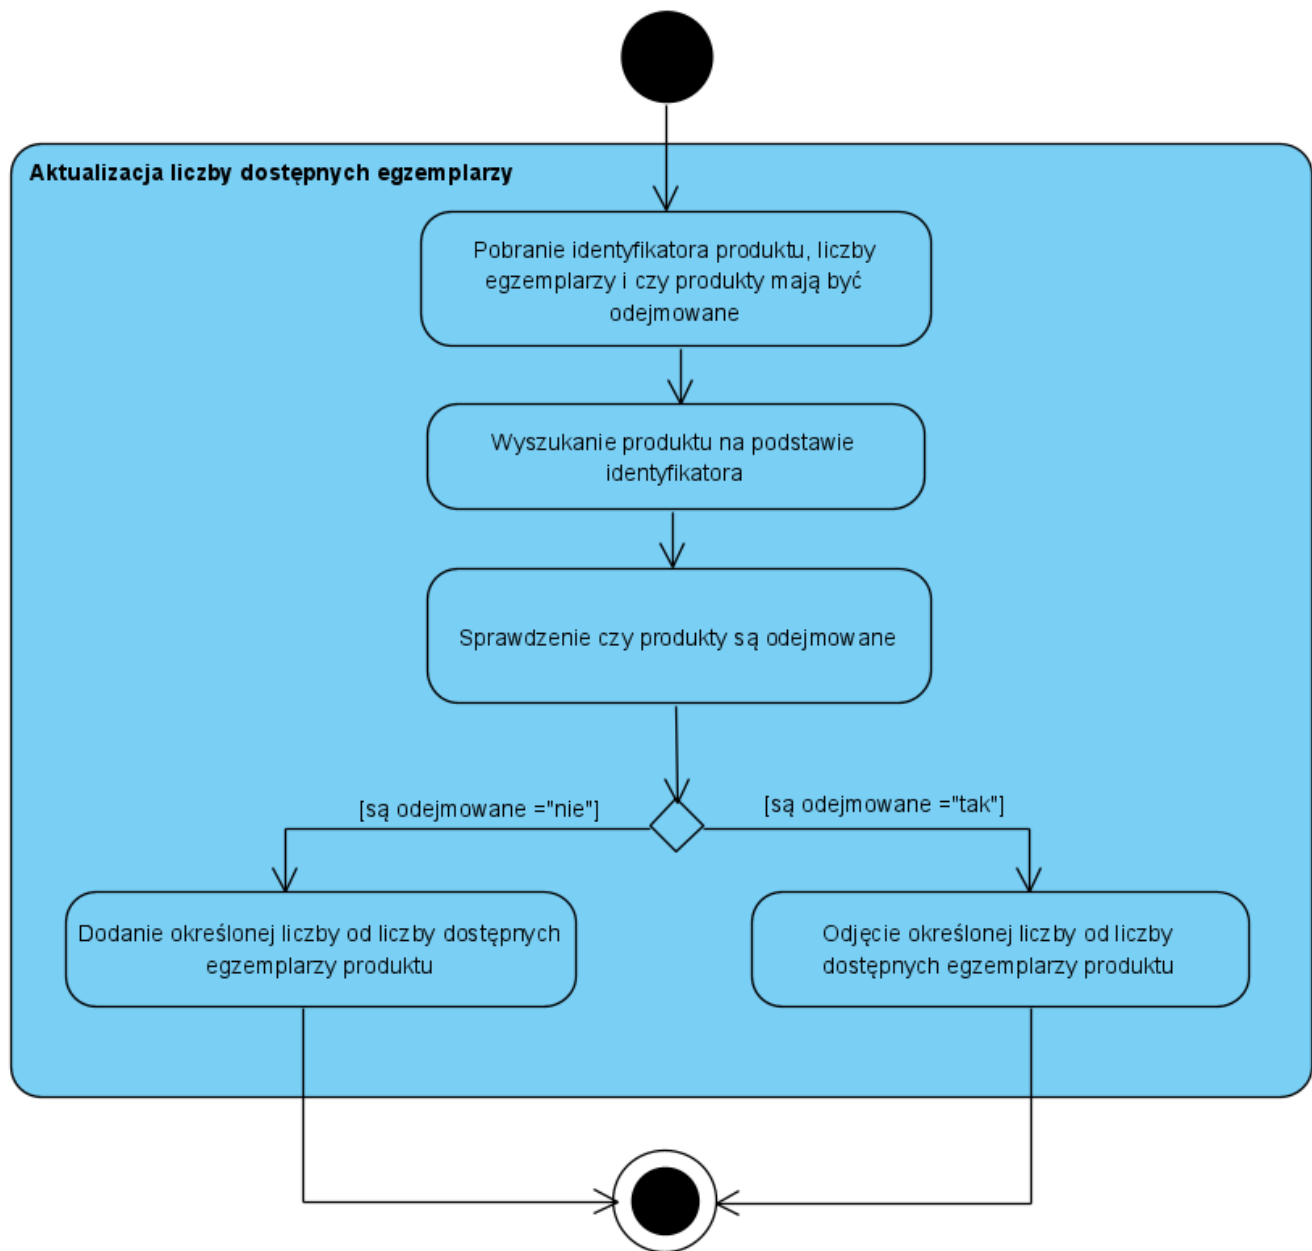 Aktualizacja liczby dostępnych egzemplarzy
Pobranie identyfikatora produktu, liczby
egzemplarzy i czy produkty mają być
odejmowane
Wyszukanie produktu na podstawie
identyfikatora
Sprawdzenie czy produkty są odejmowane
[są odejmowane ="nie"]
[są odejmowane ="tak"]
Dodanie określonej liczby od liczby dostępnych
egzemplarzy produktu
Odjęcie określonej liczby od liczby
dostępnych egzemplarzy produktu